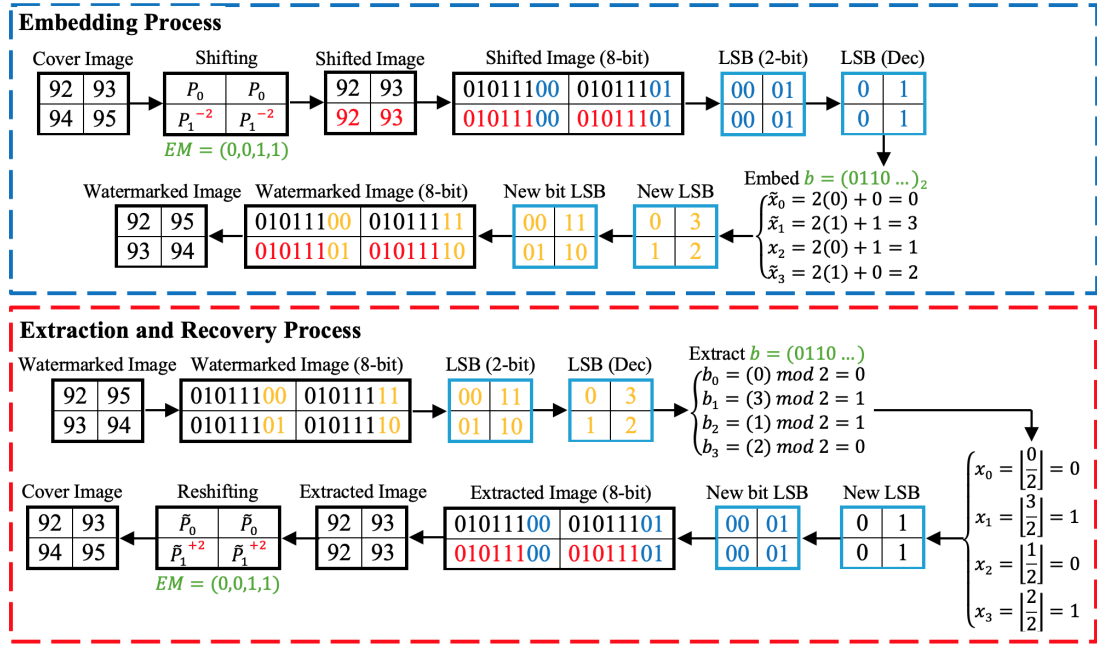 Embedding Process
Cover Image
92 93
94 95
Shifting
P₀ P₀
P₁⁻² P₁⁻²
EM = (0,0,1,1)
Shifted Image
92 93
92 93
Shifted Image (8-bit)
01011100 01011101
01011100 01011101
LSB (2-bit)
00 01
00 01
LSB (Dec)
0 1
0 1
Embed b = (0110 ...)₂
x̃₀ = 2(0) + 0 = 0
x̃₁ = 2(1) + 1 = 3
x₂ = 2(0) + 1 = 1
x̃₃ = 2(1) + 0 = 2
New LSB
0 3
1 2
New bit LSB
00 11
01 10
Watermarked Image (8-bit)
01011100 01011111
01011101 01011110
Watermarked Image
92 95
93 94
Extraction and Recovery Process
Watermarked Image
92 95
93 94
Watermarked Image (8-bit)
01011100 01011111
01011101 01011110
LSB (2-bit)
00 11
01 10
LSB (Dec)
0 3
1 2
Extract b = (0110 ...)
b₀ = (0) mod 2 = 0
b₁ = (3) mod 2 = 1
b₂ = (1) mod 2 = 1
b₃ = (2) mod 2 = 0
x₀ = ⌊0/2⌋ = 0
x₁ = ⌊3/2⌋ = 1
x₂ = ⌊1/2⌋ = 0
x₃ = ⌊2/2⌋ = 1
New LSB
0 1
0 1
New bit LSB
00 01
00 01
Extracted Image (8-bit)
01011100 01011101
01011100 01011101
Extracted Image
92 93
92 93
Reshifting
P̃₀ P̃₀
P̃₁⁺² P̃₁⁺²
EM = (0,0,1,1)
Cover Image
92 93
94 95